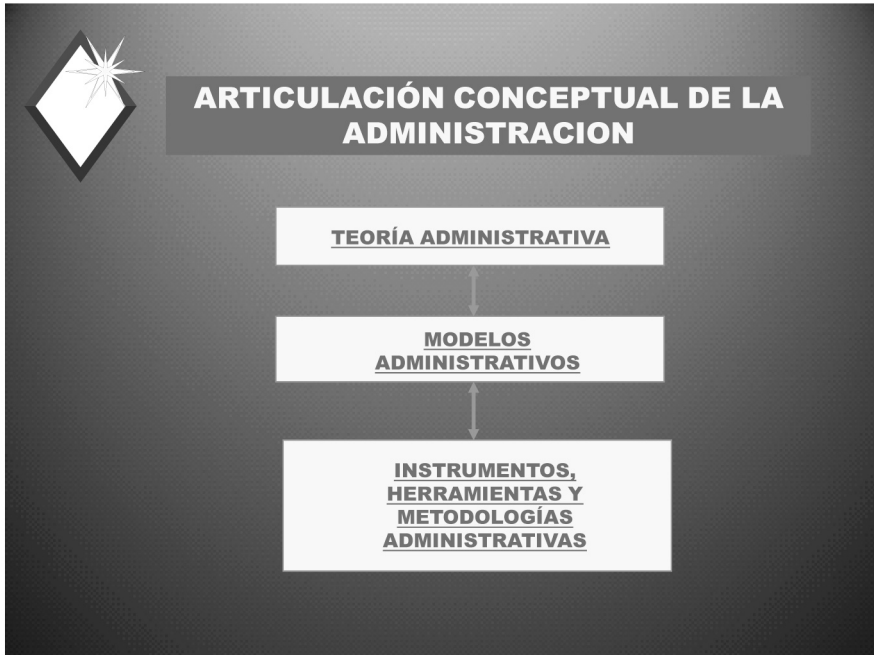 ARTICULACIÓN CONCEPTUAL DE LA
ADMINISTRACION
TEORÍA ADMINISTRATIVA
MODELOS
ADMINISTRATIVOS
INSTRUMENTOS,
HERRAMIENTAS Y
METODOLOGÍAS
ADMINISTRATIVAS